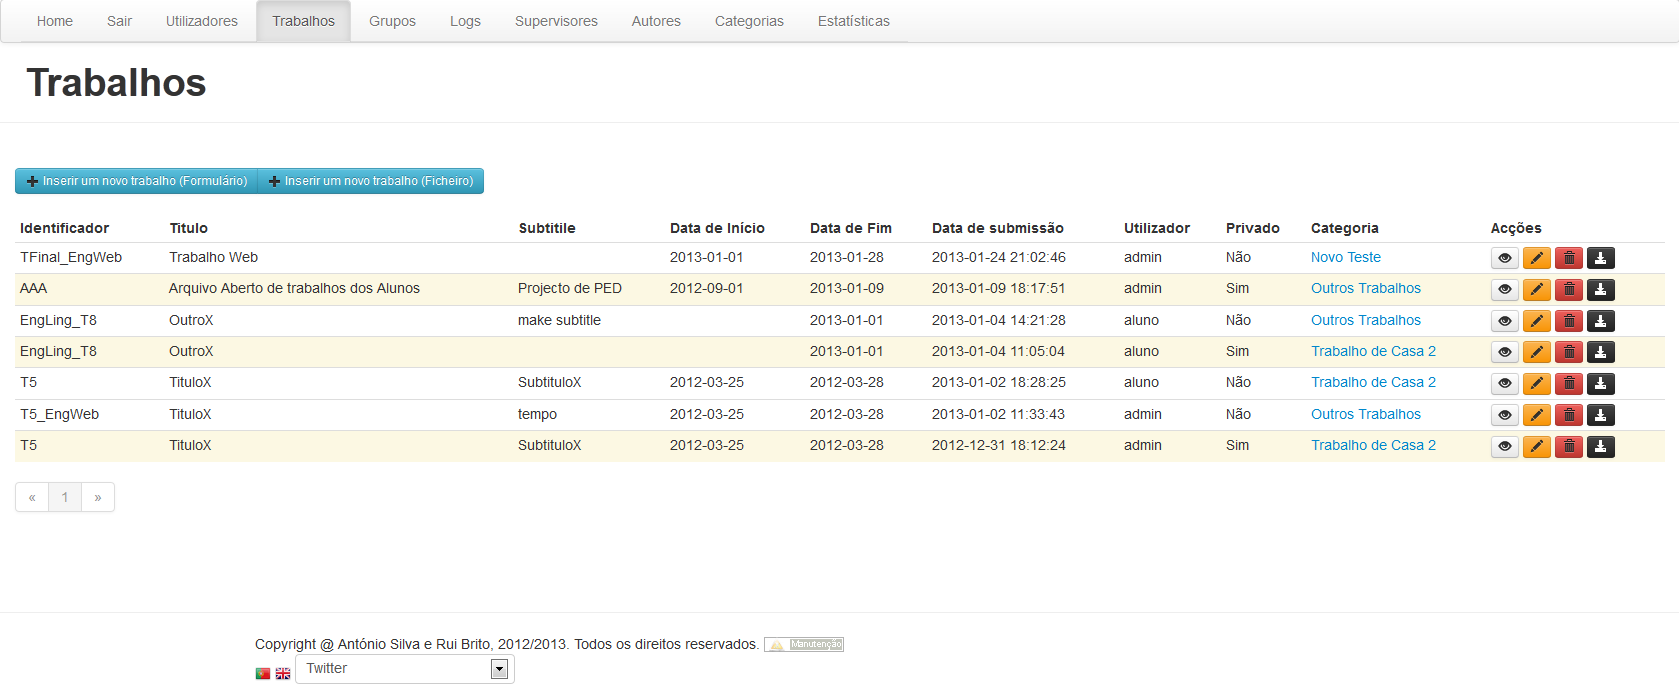 Home Sair Utilizadores Trabalhos Grupos Logs Supervisores Autores Categorias Estatísticas
Trabalhos
Inserir um novo trabalho (Formulário) Inserir um novo trabalho (Ficheiro)
Identificador Titulo Subtitile Data de Início Data de Fim Data de submissão Utilizador Privado Categoria Acções
TFinal_EngWeb Trabalho Web 2013-01-01 2013-01-28 2013-01-24 21:02:46 admin Não Novo Teste
AAA Arquivo Aberto de trabalhos dos Alunos Projecto de PED 2012-09-01 2013-01-09 2013-01-09 18:17:51 admin Sim Outros Trabalhos
EngLing_T8 OutroX make subtitle 2013-01-01 2013-01-04 14:21:28 aluno Não Outros Trabalhos
EngLing_T8 OutroX 2013-01-01 2013-01-04 11:05:04 aluno Sim Trabalho de Casa 2
T5 TituloX SubtituloX 2012-03-25 2012-03-28 2013-01-02 18:28:25 aluno Não Trabalho de Casa 2
T5_EngWeb TituloX tempo 2012-03-25 2012-03-28 2013-01-02 11:33:43 admin Não Outros Trabalhos
T5 TituloX SubtituloX 2012-03-25 2012-03-28 2012-12-31 18:12:24 admin Sim Trabalho de Casa 2
« 1 »
Copyright @ António Silva e Rui Brito, 2012/2013. Todos os direitos reservados. Manutenção
Twitter